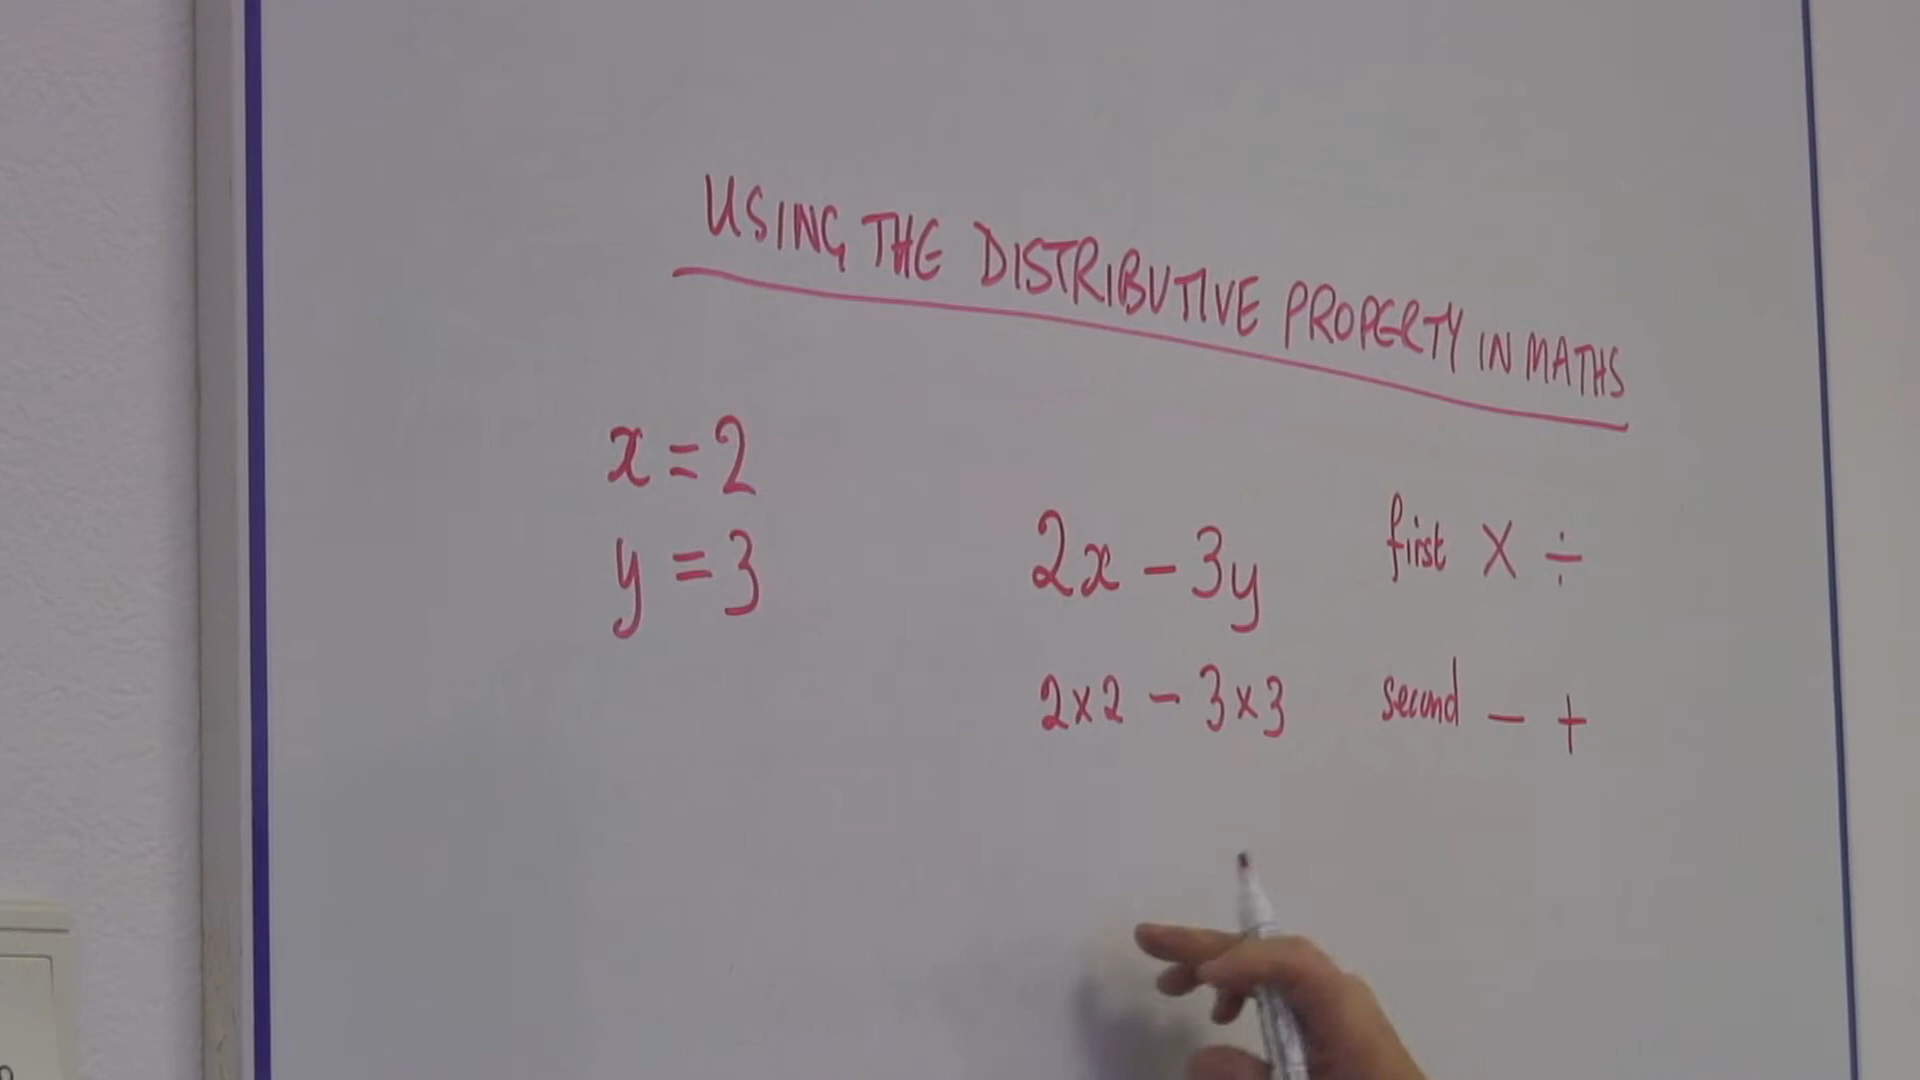 USING THE DISTRIBUTIVE PROPERTY IN MATHS
x = 2
y = 3
2x - 3y
first × ÷
2×2 - 3×3
second - +